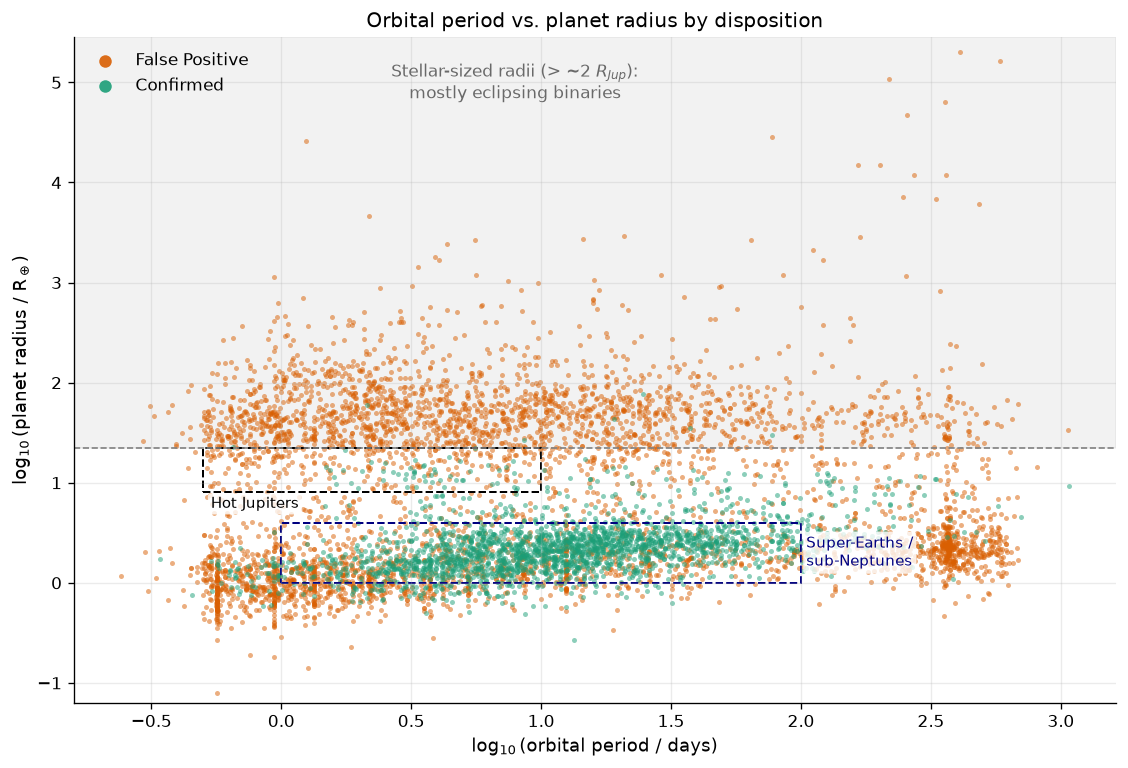 Orbital period vs. planet radius by disposition
False Positive
Confirmed
Stellar-sized radii (> ~2 R_Jup):
mostly eclipsing binaries
Hot Jupiters
Super-Earths /
sub-Neptunes
log₁₀(planet radius / R⊕)
5
4
3
2
1
0
−1
−0.5
0.0
0.5
1.0
1.5
2.0
2.5
3.0
log₁₀(orbital period / days)